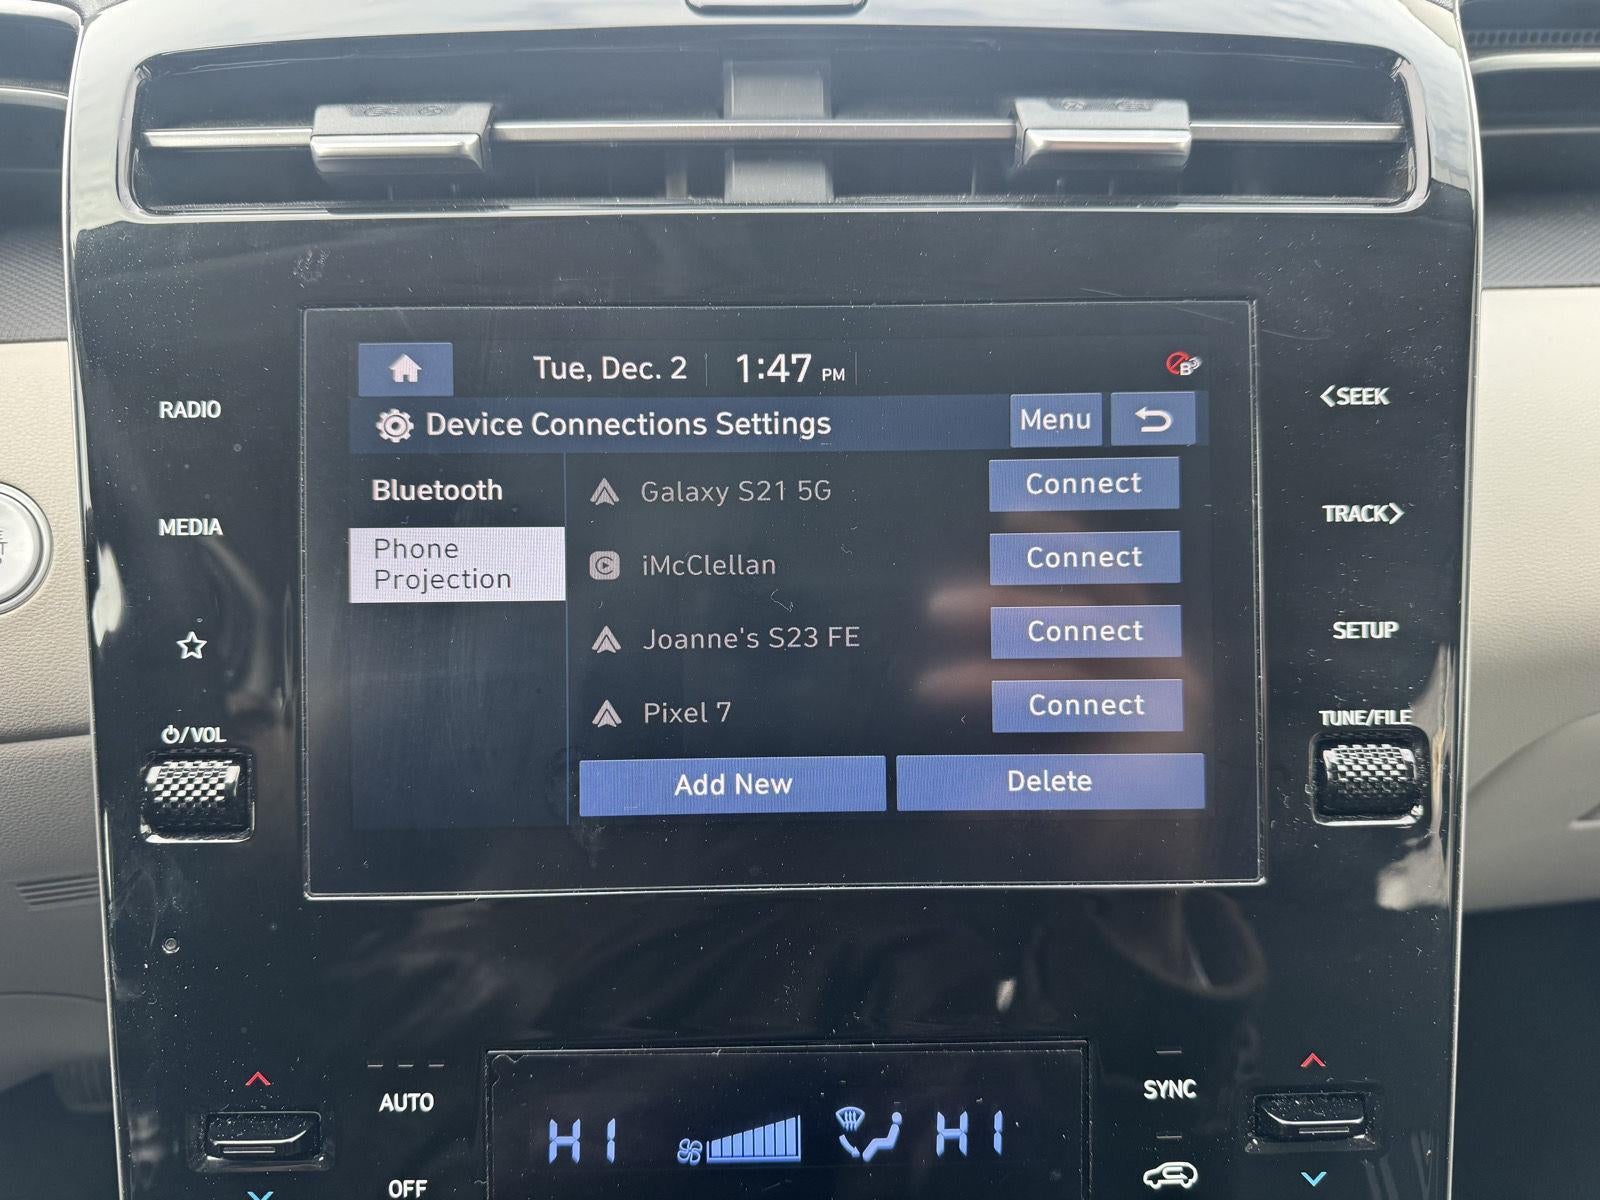 Tue, Dec. 2 1:47 PM
Device Connections Settings Menu
Bluetooth
Phone
Projection
Galaxy S21 5G Connect
iMcClellan Connect
Joanne's S23 FE Connect
Pixel 7 Connect
Add New Delete
RADIO
MEDIA
/VOL
<SEEK
TRACK>
SETUP
TUNE/FILE
AUTO
OFF
HI HI
SYNC